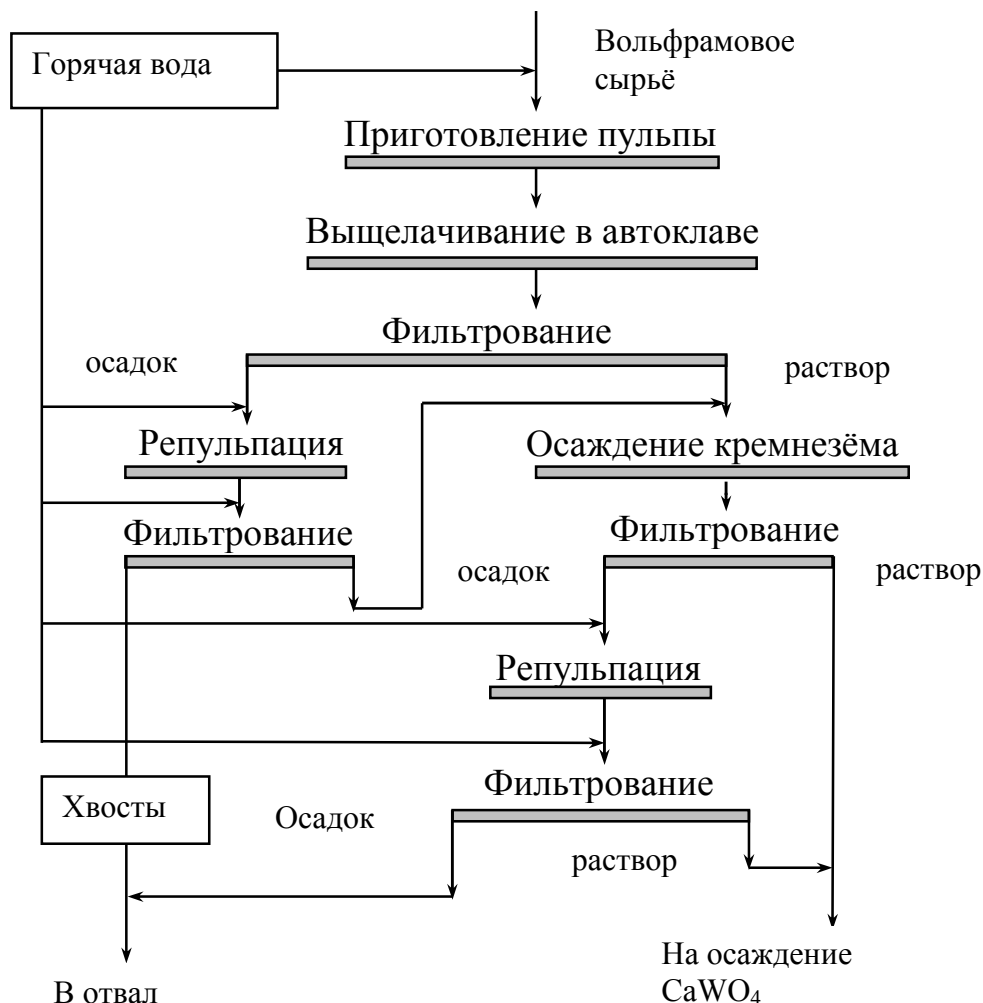 Вольфрамовое
сырьё
Горячая вода
Приготовление пульпы
Выщелачивание в автоклаве
Фильтрование
осадок
раствор
Репульпация
Осаждение кремнезёма
Фильтрование
Фильтрование
осадок
раствор
Репульпация
Фильтрование
Хвосты
Осадок
раствор
На осаждение
CaWO₄
В отвал